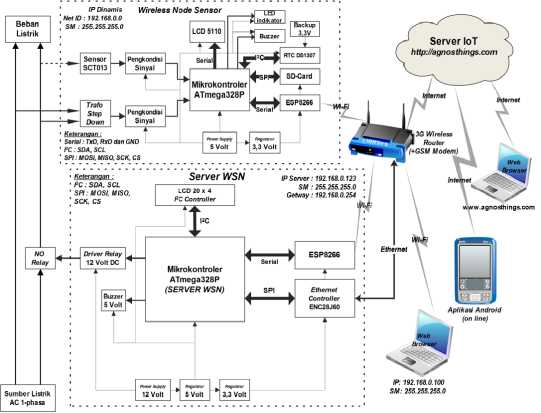 IP Dinamis
Net ID : 192.168.0.0
SM : 255.255.255.0
Wireless Node Sensor
Beban
Listrik
LCD 5110
LED
indikator
Buzzer
Backup
3,3V
Sensor
SCT013
Pengkondisi
Sinyal
Serial
I²C
RTC DS1307
Mikrokontroler
ATmega328P
SPI
SD-Card
Trafo
Step
Down
Pengkondisi
Sinyal
Serial
ESP8266
Wi-Fi
Keterangan :
Serial : TxD, RxD dan GND
I²C : SDA, SCL
SPI : MOSI, MISO, SCK, CS
Power Supply
5 Volt
Regulator
3,3 Volt
Server IoT
http://agnosthings.com
Internet
Internet
Internet
3G Wireless
Router
(+GSM Modem)
Web
Browser
www.agnosthings.com
Server WSN
Keterangan :
I²C : SDA, SCL
SPI : MOSI, MISO,
SCK, CS
LCD 20 x 4
I²C Controller
I²C
IP Server : 192.168.0.123
SM : 255.255.255.0
Getway : 192.168.0.254
Wi-Fi
Ethernet
Wi-Fi
NO
Relay
Driver Relay
12 Volt DC
Mikrokontroler
ATmega328P
(SERVER WSN)
Serial
ESP8266
Buzzer
5 Volt
SPI
Ethernet
Controller
ENC28J60
Aplikasi Android
(on line)
Web
Browser
Power Supply
12 Volt
Regulator
5 Volt
Regulator
3,3 Volt
IP: 192.168.0.100
SM : 255.255.255.0
Sumber Listrik
AC 1-phasa